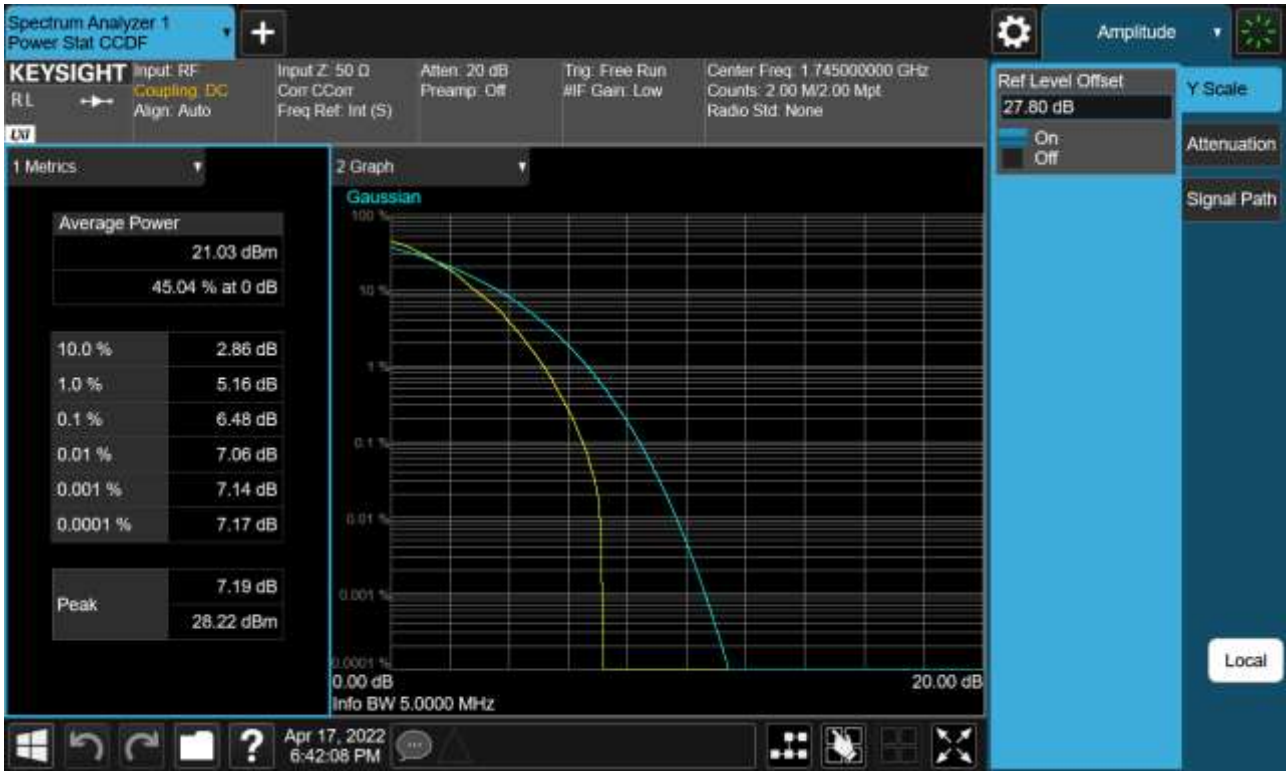 Spectrum Analyzer 1
Power Stat CCDF
+
Amplitude
KEYSIGHT
RL
LXI
Input: RF
Coupling: DC
Align: Auto
Input Z: 50 Ω
Corr CCorr
Freq Ref: Int (S)
Atten: 20 dB
Preamp: Off
Trig: Free Run
#IF Gain: Low
Center Freq: 1.745000000 GHz
Counts: 2.00 M/2.00 Mpt
Radio Std: None
Ref Level Offset
27.80 dB
On
Off
Y Scale
Attenuation
Signal Path
1 Metrics
Average Power
21.03 dBm
45.04 % at 0 dB
10.0 % 2.86 dB
1.0 % 5.16 dB
0.1 % 6.48 dB
0.01 % 7.06 dB
0.001 % 7.14 dB
0.0001 % 7.17 dB
Peak
7.19 dB
28.22 dBm
2 Graph
Gaussian
100 %
10 %
1 %
0.1 %
0.01 %
0.001 %
0.0001 %
0.00 dB 20.00 dB
Info BW 5.0000 MHz
Local
?
Apr 17, 2022
6:42:08 PM